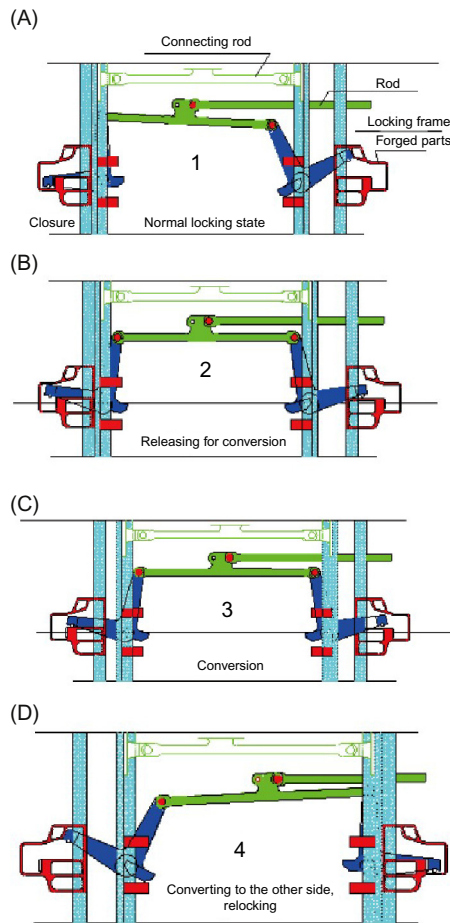 (A)
Connecting rod
Rod
Locking frame
Forged parts
1
Closure
Normal locking state
(B)
2
Releasing for conversion
(C)
3
Conversion
(D)
4
Converting to the other side,
relocking